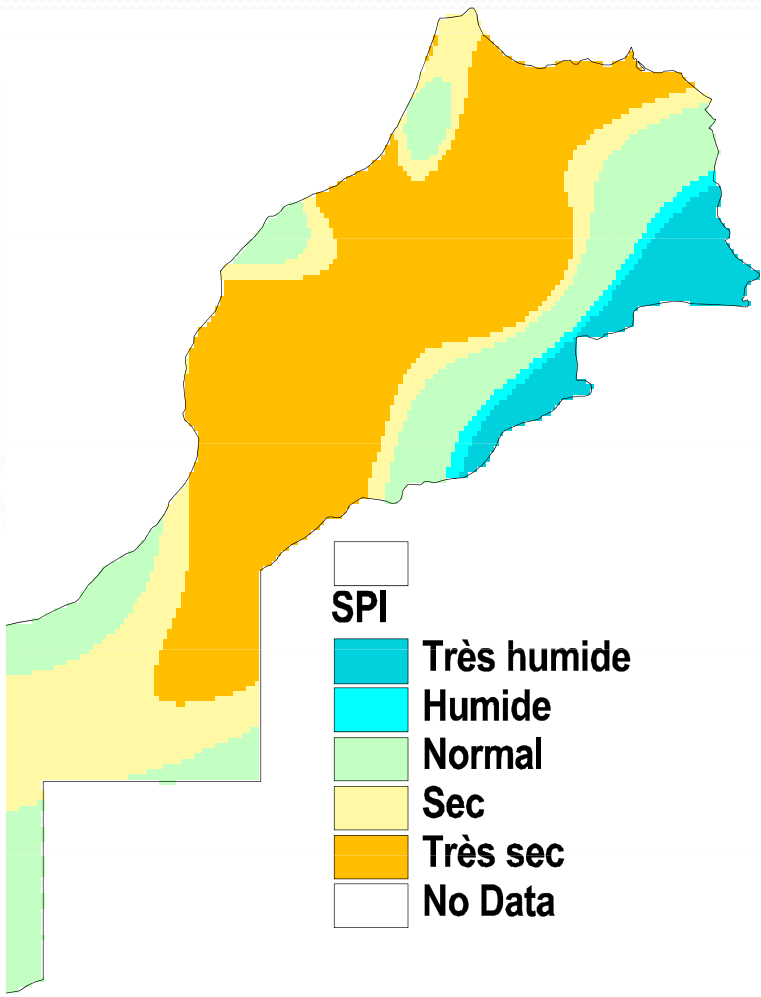 SPI
Très humide
Humide
Normal
Sec
Très sec
No Data